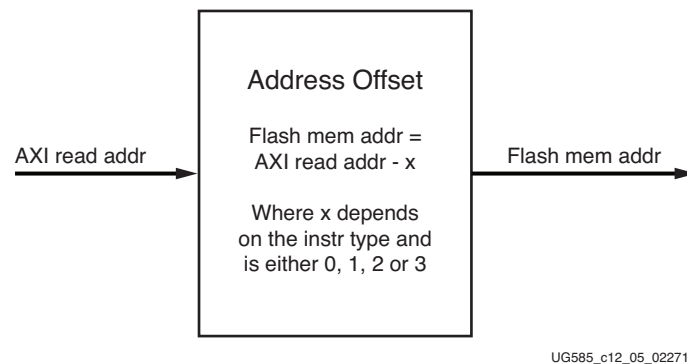 Address Offset
Flash mem addr =
AXI read addr - x
AXI read addr
Flash mem addr
Where x depends
on the instr type and
is either 0, 1, 2 or 3
UG585_c12_05_02271